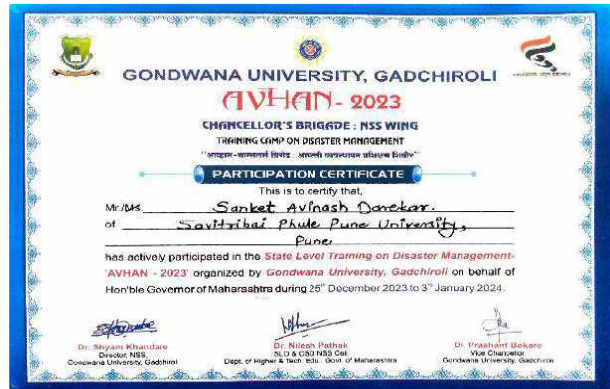 GONDWANA UNIVERSITY, GADCHIROLI
AVHAN - 2023
CHANCELLOR'S BRIGADE : NSS WING
TRAINING CAMP ON DISASTER MANAGEMENT
PARTICIPATION CERTIFICATE
This is to certify that,
Mr./Ms. Sanket Avinash Darekar.
of Savitribai Phule Pune University,
Pune
has actively participated in the State Level Training on Disaster Management-
'AVHAN - 2023' organized by Gondwana University, Gadchiroli on behalf of
Hon'ble Governor of Maharashtra during 25th December 2023 to 3rd January 2024.
Dr. Shyam Khandare
Director, NSS,
Gondwana University, Gadchiroli
Dr. Nilesh Pathak
SLO & CSO NSS Cell
Dept. of Higher & Tech. Edu. Govt. of Maharashtra
Dr. Prashant Bokare
Vice Chancellor
Gondwana University, Gadchiroli